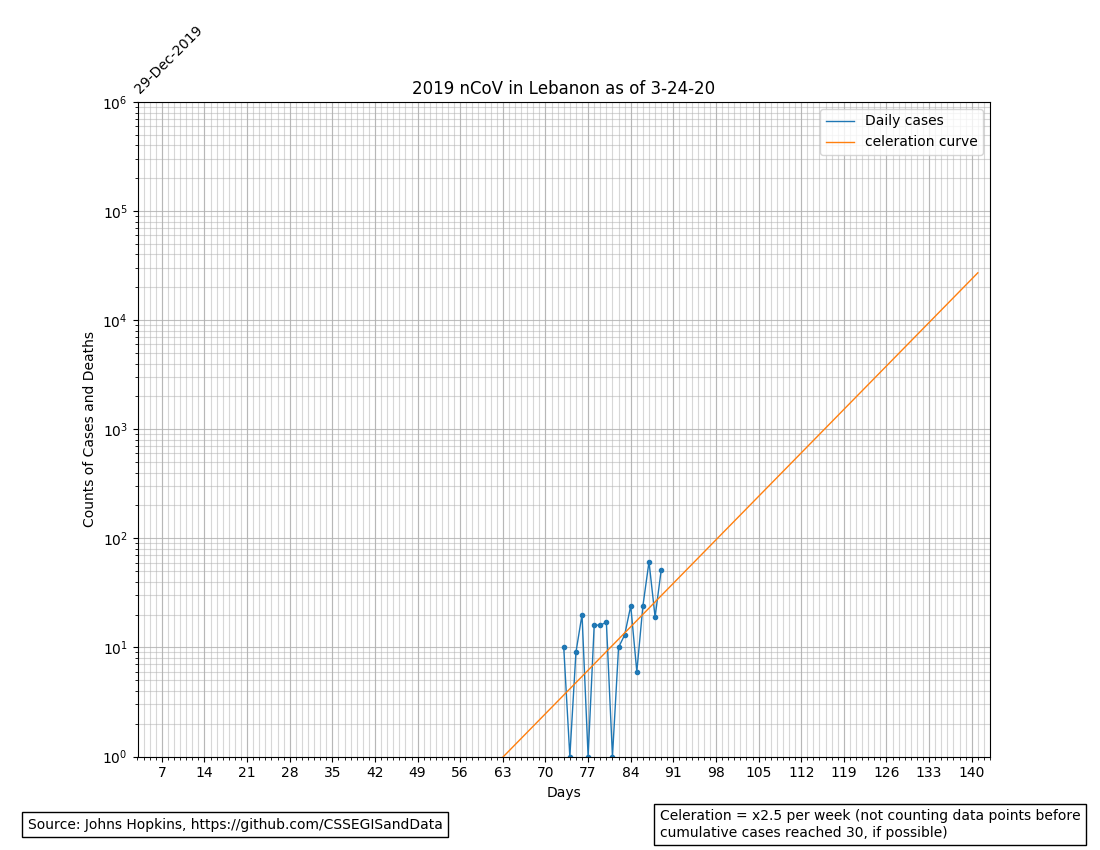 29-Dec-2019
2019 nCoV in Lebanon as of 3-24-20
Daily cases
celeration curve
Counts of Cases and Deaths
10^6
10^5
10^4
10^3
10^2
10^1
10^0
7 14 21 28 35 42 49 56 63 70 77 84 91 98 105 112 119 126 133 140
Days
Source: Johns Hopkins, https://github.com/CSSEGISandData
Celeration = x2.5 per week (not counting data points before
cumulative cases reached 30, if possible)